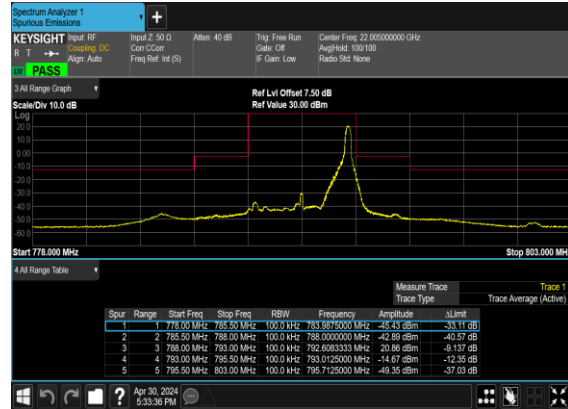 Spectrum Analyzer 1
Spurious Emissions
KEYSIGHT Input: RF Input Z: 50 Ω Atten: 40 dB Trig: Free Run Center Freq: 22.005000000 GHz
R T Coupling: DC Corr CCorr Gate: Off Avg|Hold: 100/100
Align: Auto Freq Ref: Int (S) IF Gain: Low Radio Std: None
PASS
3 All Range Graph
Ref Lvl Offset 7.50 dB
Scale/Div 10.0 dB Ref Value 30.00 dBm
Log
20.0
10.0
0.00
-10.0
-20.0
-30.0
-40.0
-50.0
-60.0
Start 778.000 MHz Stop 803.000 MH
4 All Range Table
Measure Trace Trace 1
Trace Type Trace Average (Active)
Spur Range Start Freq Stop Freq RBW Frequency Amplitude ΔLimit
1 1 778.00 MHz 785.50 MHz 100.0 kHz 783.9875000 MHz -45.43 dBm -33.11 dB
2 2 785.50 MHz 788.00 MHz 100.0 kHz 788.0000000 MHz -42.89 dBm -40.57 dB
3 3 788.00 MHz 793.00 MHz 100.0 kHz 792.6083333 MHz 20.86 dBm -9.137 dB
4 4 793.00 MHz 795.50 MHz 100.0 kHz 793.0125000 MHz -14.67 dBm -12.35 dB
5 5 795.50 MHz 803.00 MHz 100.0 kHz 795.7125000 MHz -49.35 dBm -37.03 dB
Apr 30, 2024
5:33:36 PM